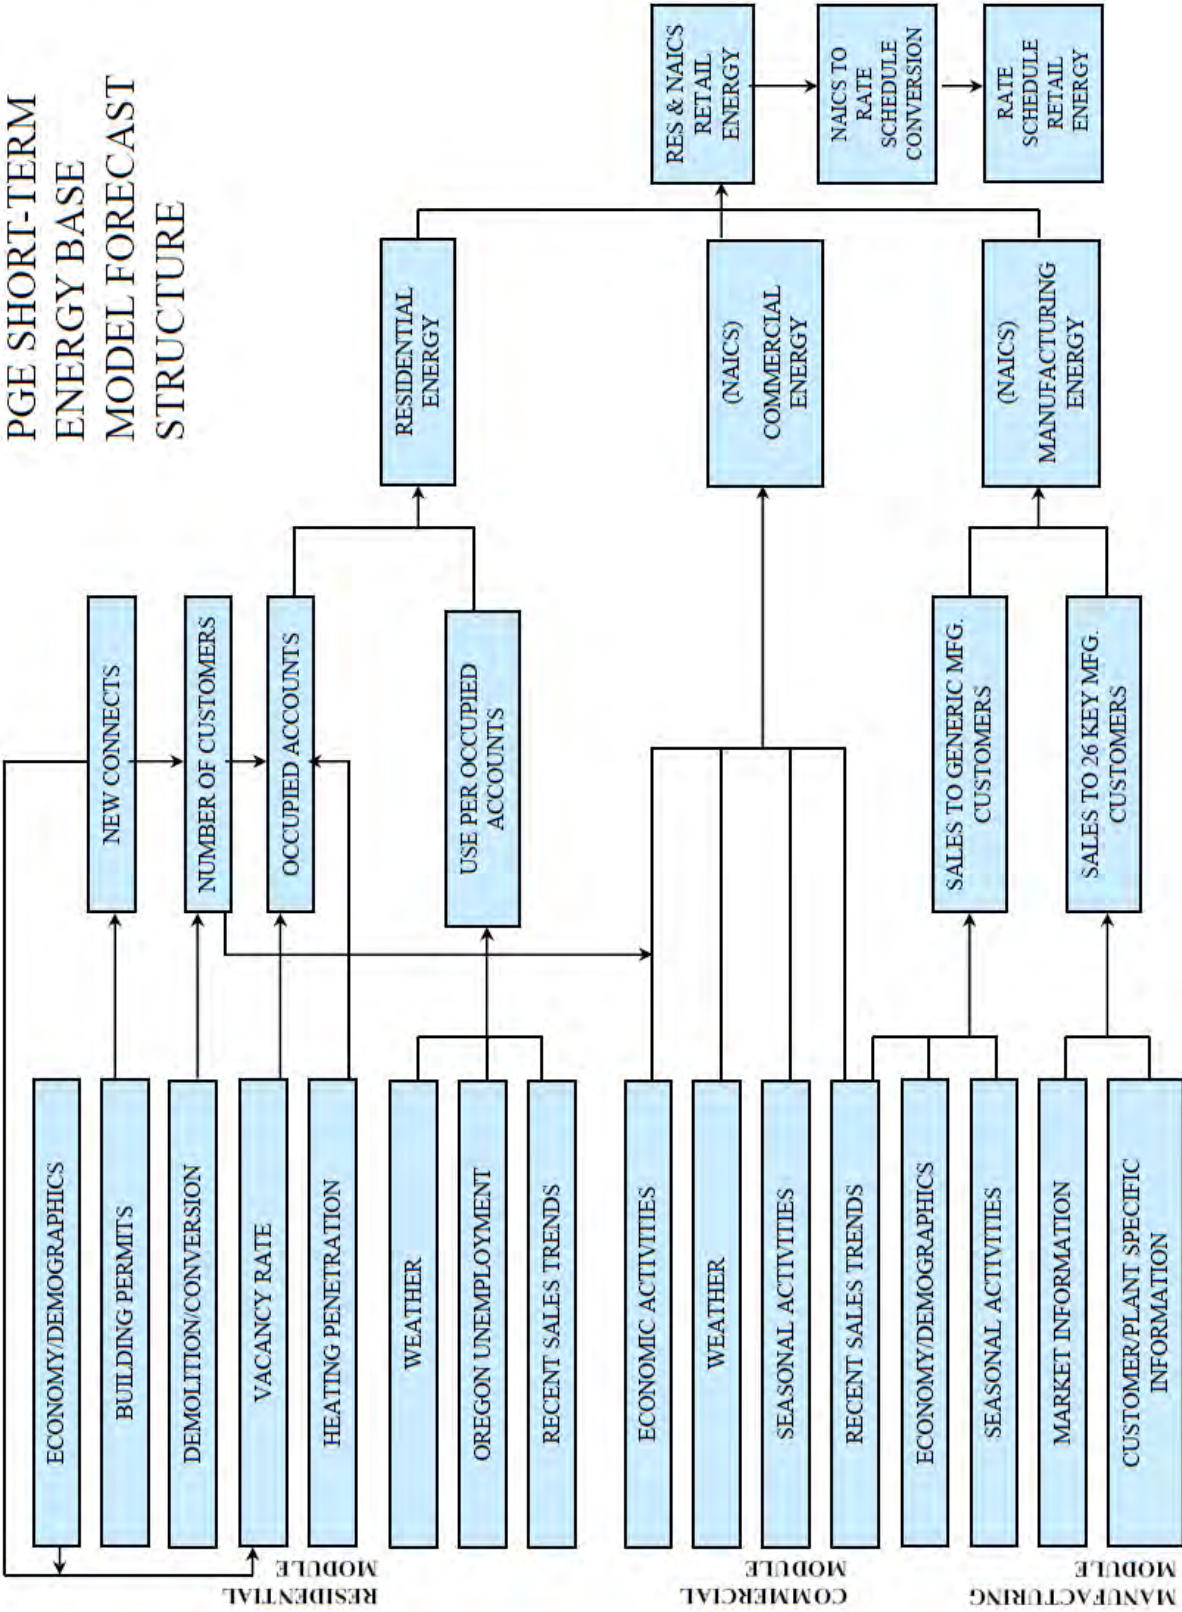 PGE SHORT-TERM
ENERGY BASE
MODEL FORECAST
STRUCTURE
RESIDENTIAL
MODULE
ECONOMY/DEMOGRAPHICS
BUILDING PERMITS
DEMOLITION/CONVERSION
VACANCY RATE
HEATING PENETRATION
WEATHER
OREGON UNEMPLOYMENT
RECENT SALES TRENDS
NEW CONNECTS
NUMBER OF CUSTOMERS
OCCUPIED ACCOUNTS
USE PER OCCUPIED
ACCOUNTS
RESIDENTIAL
ENERGY
COMMERCIAL
MODULE
ECONOMIC ACTIVITIES
WEATHER
SEASONAL ACTIVITIES
RECENT SALES TRENDS
(NAICS)
COMMERCIAL
ENERGY
MANUFACTURING
MODULE
ECONOMY/DEMOGRAPHICS
SEASONAL ACTIVITIES
MARKET INFORMATION
CUSTOMER/PLANT SPECIFIC
INFORMATION
SALES TO GENERIC MFG.
CUSTOMERS
SALES TO 26 KEY MFG.
CUSTOMERS
(NAICS)
MANUFACTURING
ENERGY
RES & NAICS
RETAIL
ENERGY
NAICS TO
RATE
SCHEDULE
CONVERSION
RATE
SCHEDULE
RETAIL
ENERGY